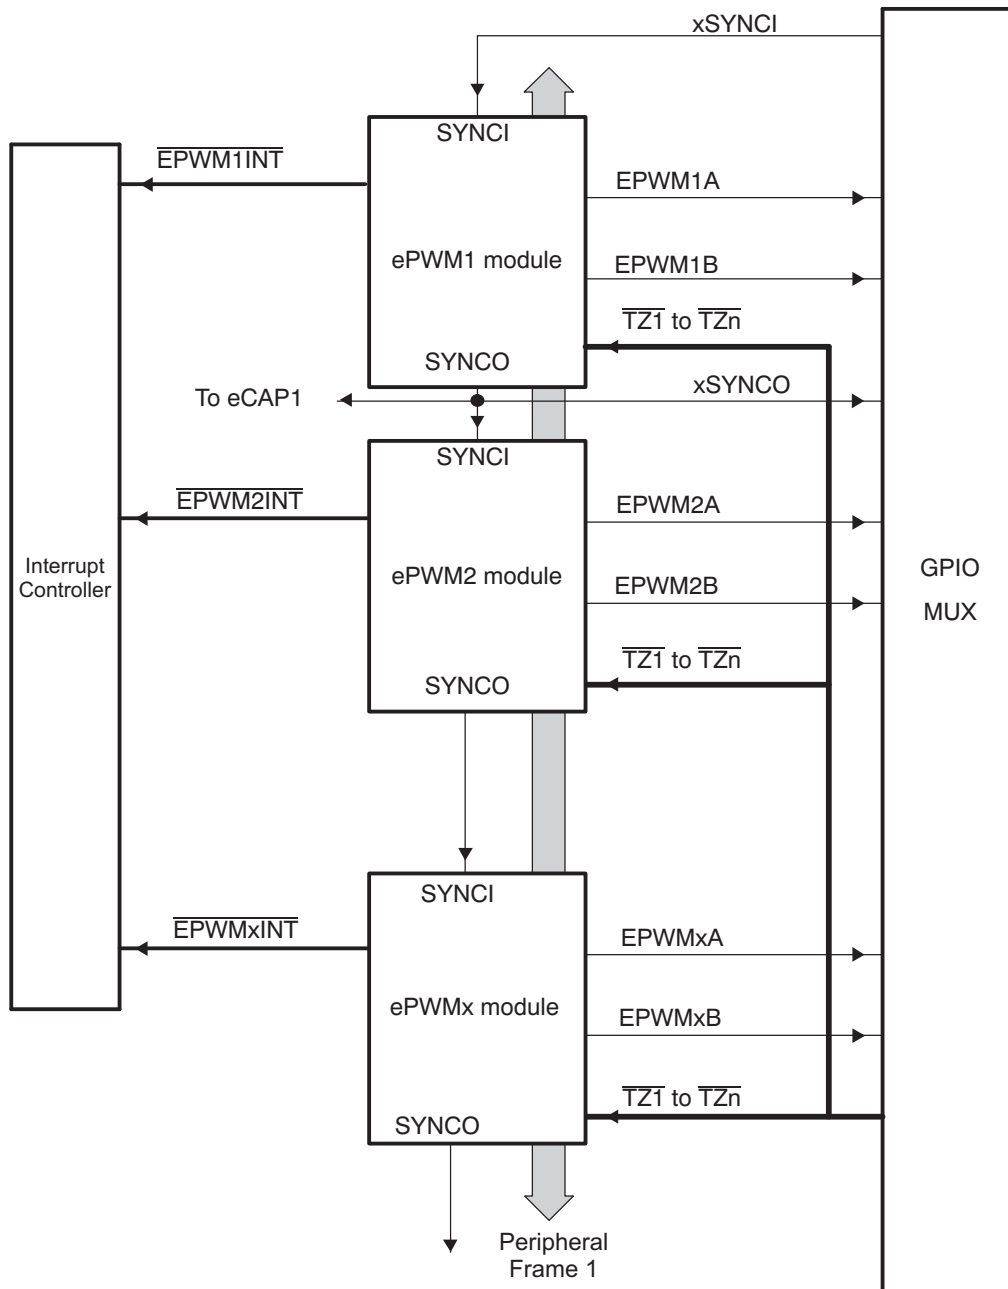 xSYNCI
SYNCI
EPWM1INT
EPWM1A
ePWM1 module
EPWM1B
TZ1 to TZn
SYNCO
To eCAP1
xSYNCO
SYNCI
EPWM2INT
EPWM2A
Interrupt
Controller
ePWM2 module
GPIO
MUX
EPWM2B
TZ1 to TZn
SYNCO
SYNCI
EPWMxINT
EPWMxA
ePWMx module
EPWMxB
TZ1 to TZn
SYNCO
Peripheral
Frame 1